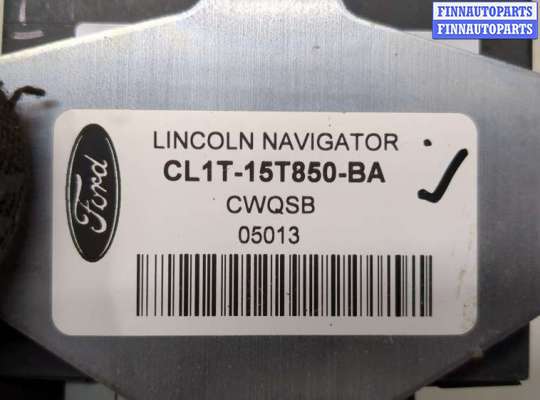 FINNAUTOPARTS
FINNAUTOPARTS
LINCOLN NAVIGATOR
CL1T-15T850-BA
Ford
CWQSB
05013